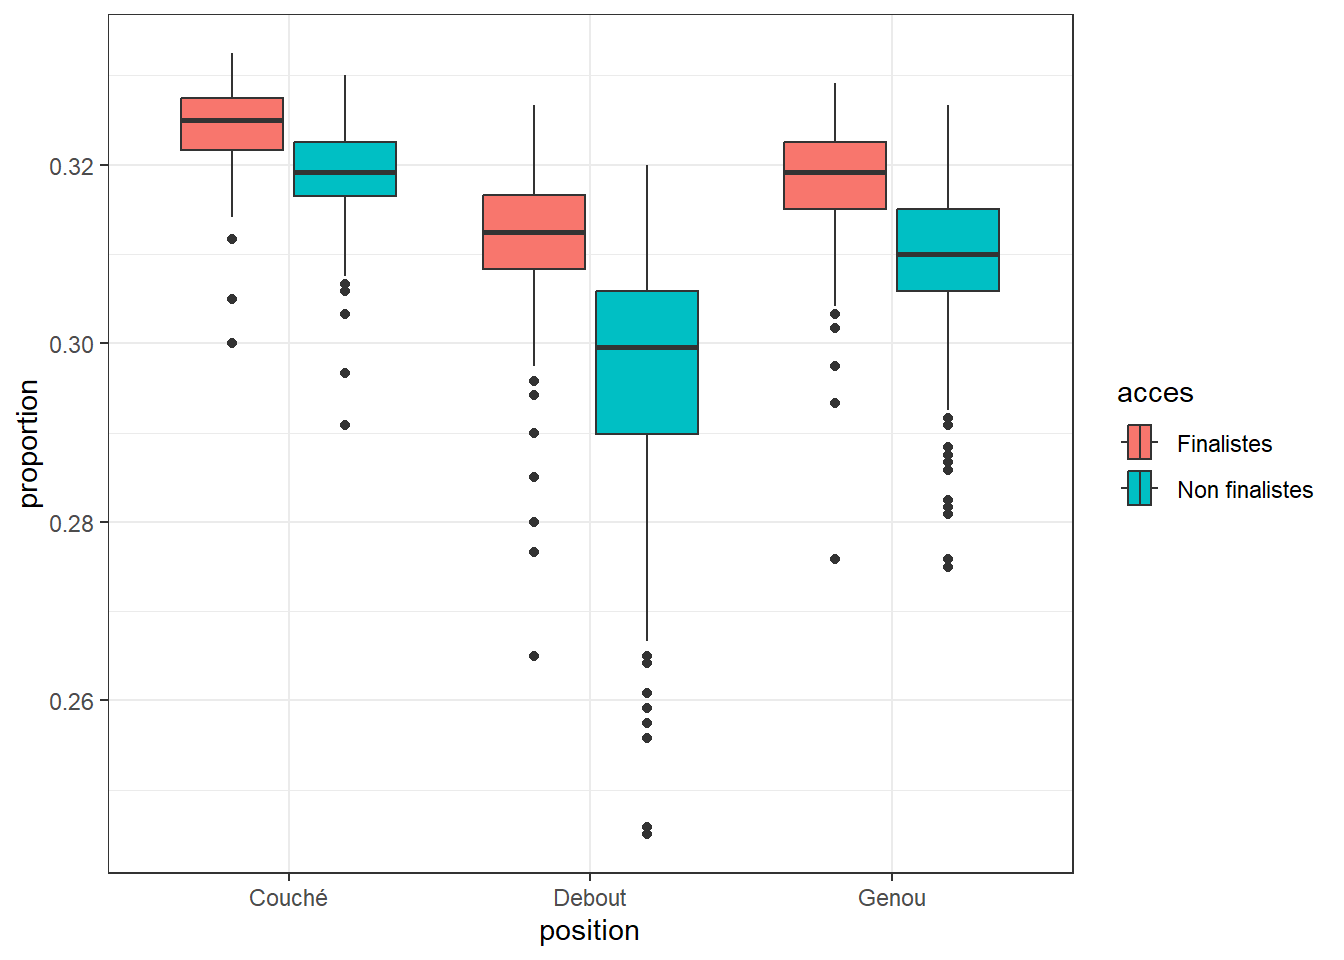 0.32
0.30
0.28
0.26
proportion
Couché
Debout
Genou
position
acces
Finalistes
Non finalistes